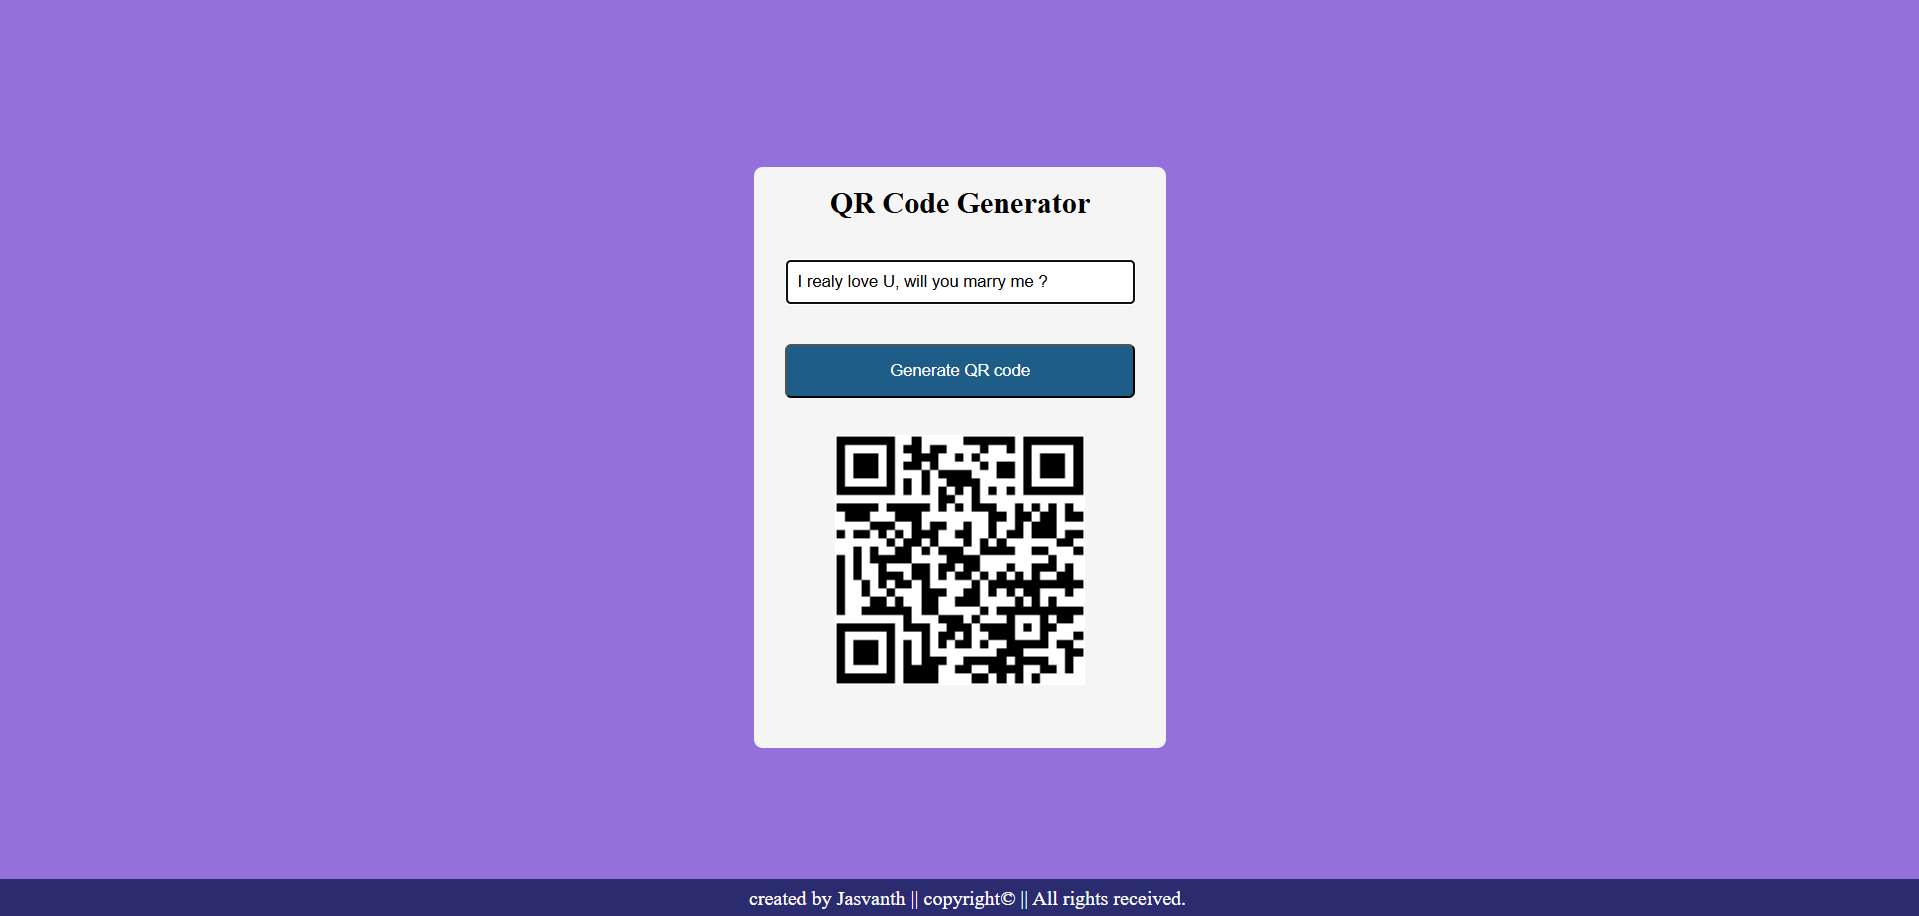 QR Code Generator
I realy love U, will you marry me ?
Generate QR code
created by Jasvanth || copyright© || All rights received.